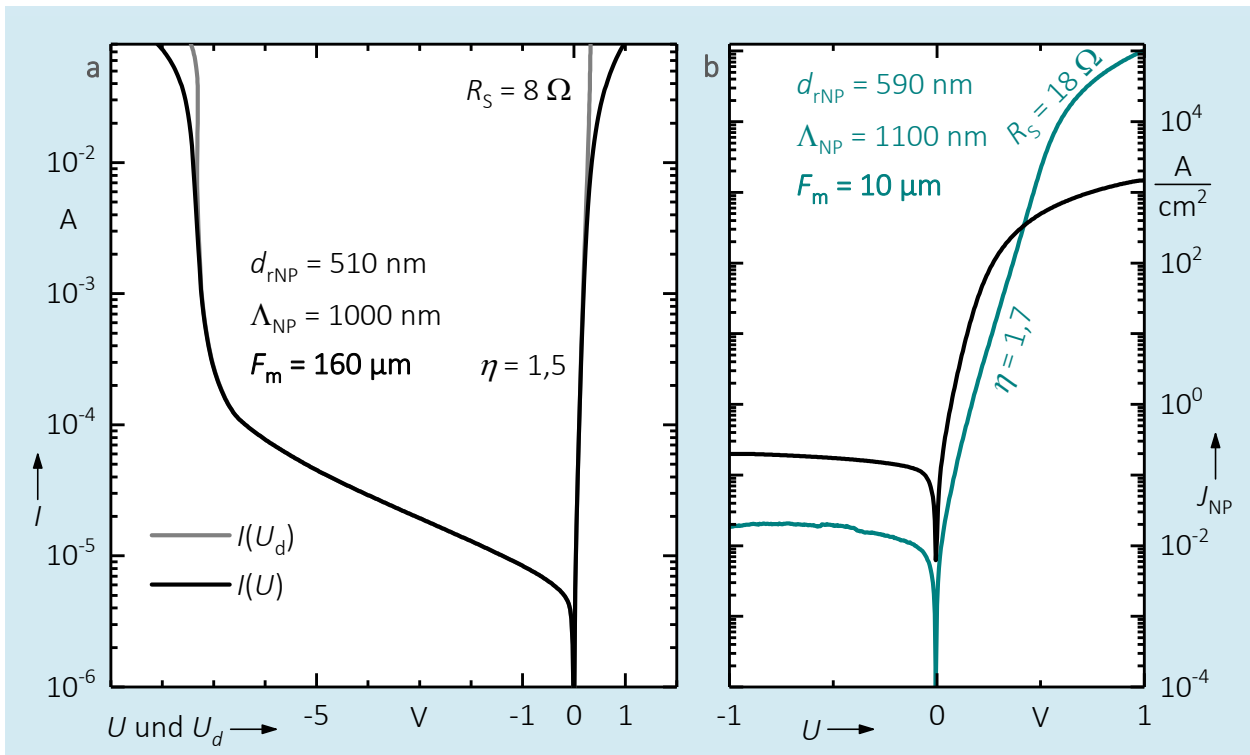 a
R_S = 8 Ω
10^-2
A
d_rNP = 510 nm
10^-3
Λ_NP = 1000 nm
F_m = 160 µm
η = 1,5
10^-4
I
I(U_d)
10^-5
I(U)
10^-6
U und U_d
-5
V
-1
0
1
b
d_rNP = 590 nm
Λ_NP = 1100 nm
F_m = 10 µm
R_S = 18 Ω
η = 1,7
10^4
A
cm^2
10^2
10^0
J_NP
10^-2
10^-4
-1
U
0
V
1